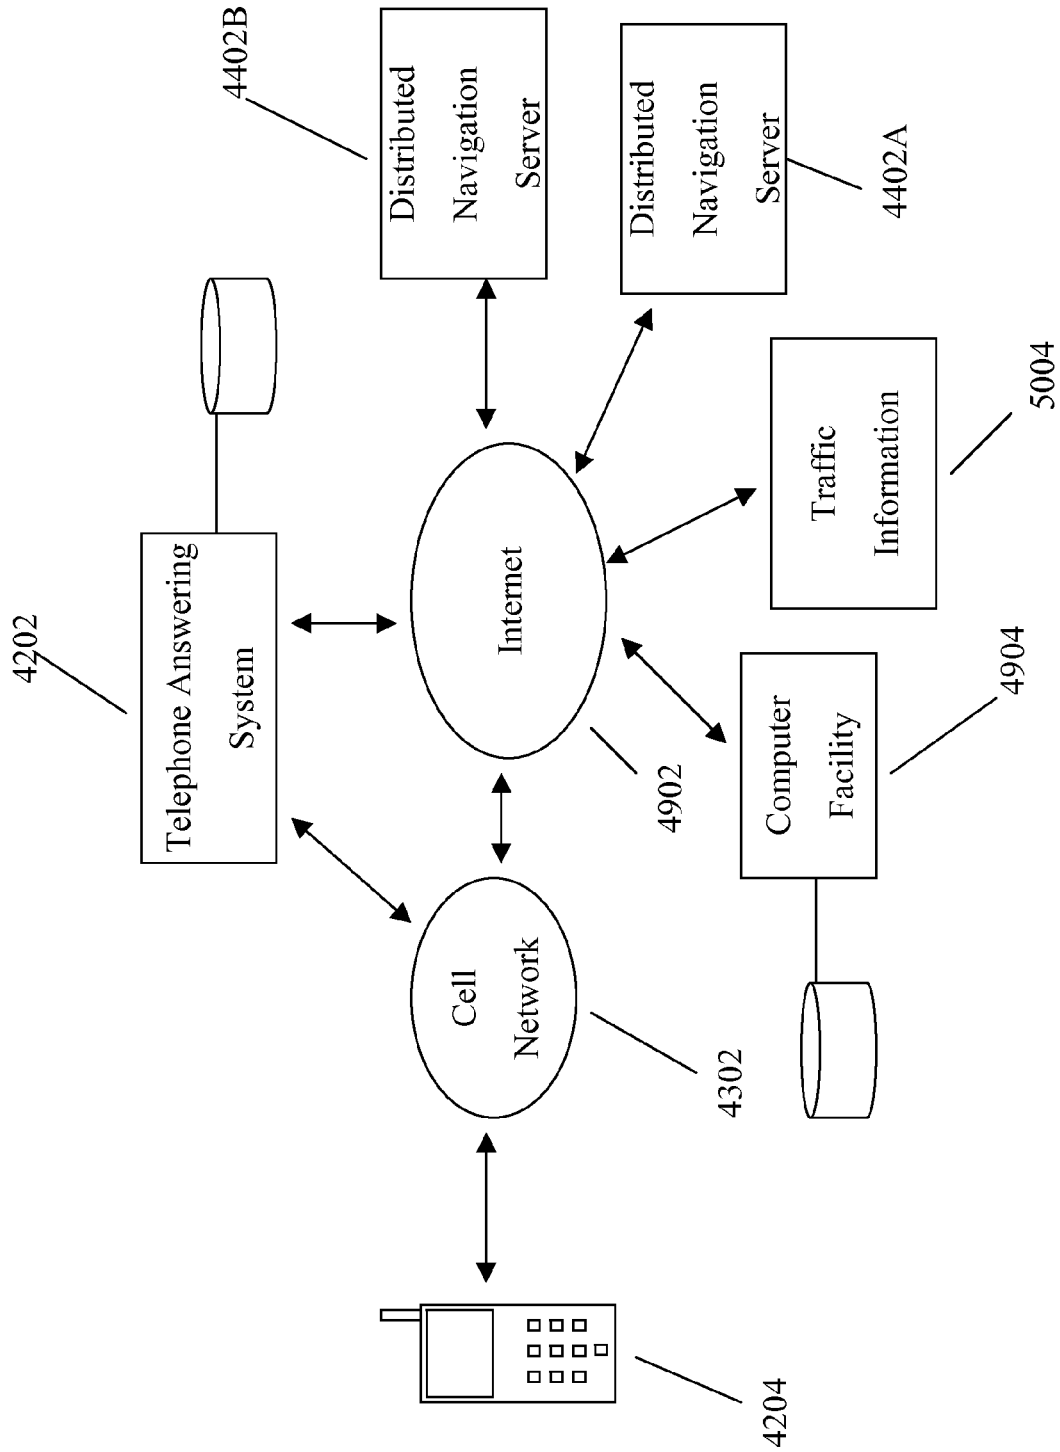 4202
Telephone Answering
System
4402B
Distributed
Navigation
Server
Distributed
Navigation
Server
4402A
Internet
4902
Cell
Network
4302
Traffic
Information
5004
Computer
Facility
4904
4204